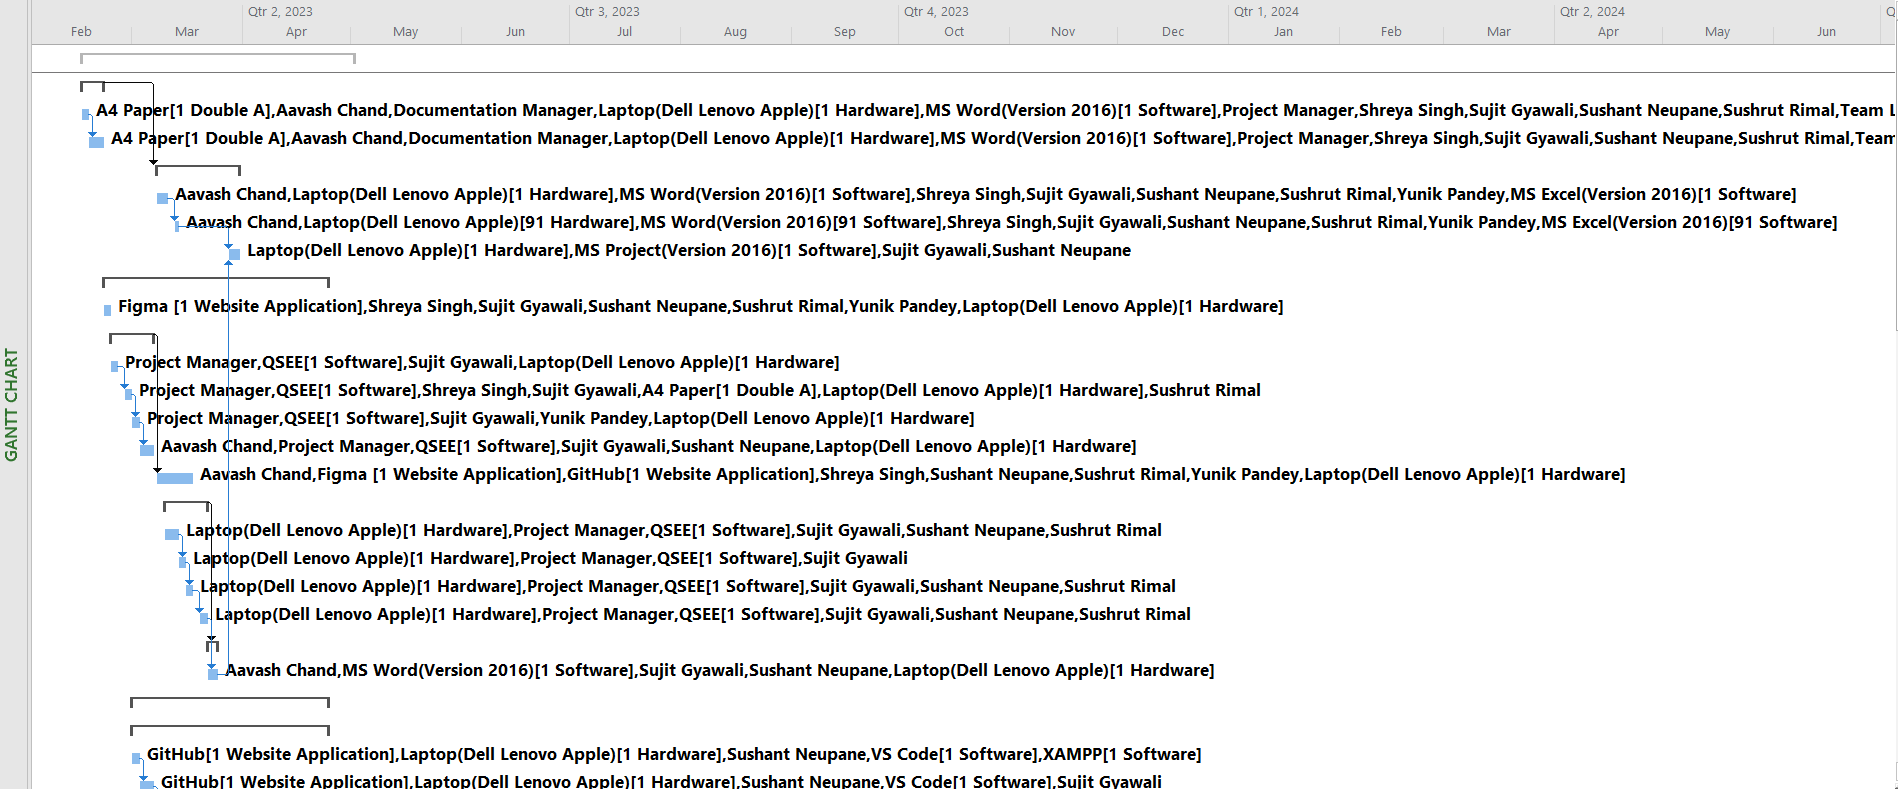 Qtr 2, 2023 Qtr 3, 2023 Qtr 4, 2023 Qtr 1, 2024 Qtr 2, 2024 Q
Feb Mar Apr May Jun Jul Aug Sep Oct Nov Dec Jan Feb Mar Apr May Jun
GANTT CHART
A4 Paper[1 Double A],Aavash Chand,Documentation Manager,Laptop(Dell Lenovo Apple)[1 Hardware],MS Word(Version 2016)[1 Software],Project Manager,Shreya Singh,Sujit Gyawali,Sushant Neupane,Sushrut Rimal,Team L
A4 Paper[1 Double A],Aavash Chand,Documentation Manager,Laptop(Dell Lenovo Apple)[1 Hardware],MS Word(Version 2016)[1 Software],Project Manager,Shreya Singh,Sujit Gyawali,Sushant Neupane,Sushrut Rimal,Team
Aavash Chand,Laptop(Dell Lenovo Apple)[1 Hardware],MS Word(Version 2016)[1 Software],Shreya Singh,Sujit Gyawali,Sushant Neupane,Sushrut Rimal,Yunik Pandey,MS Excel(Version 2016)[1 Software]
Aavash Chand,Laptop(Dell Lenovo Apple)[91 Hardware],MS Word(Version 2016)[91 Software],Shreya Singh,Sujit Gyawali,Sushant Neupane,Sushrut Rimal,Yunik Pandey,MS Excel(Version 2016)[91 Software]
Laptop(Dell Lenovo Apple)[1 Hardware],MS Project(Version 2016)[1 Software],Sujit Gyawali,Sushant Neupane
Figma [1 Website Application],Shreya Singh,Sujit Gyawali,Sushant Neupane,Sushrut Rimal,Yunik Pandey,Laptop(Dell Lenovo Apple)[1 Hardware]
Project Manager,QSEE[1 Software],Sujit Gyawali,Laptop(Dell Lenovo Apple)[1 Hardware]
Project Manager,QSEE[1 Software],Shreya Singh,Sujit Gyawali,A4 Paper[1 Double A],Laptop(Dell Lenovo Apple)[1 Hardware],Sushrut Rimal
Project Manager,QSEE[1 Software],Sujit Gyawali,Yunik Pandey,Laptop(Dell Lenovo Apple)[1 Hardware]
Aavash Chand,Project Manager,QSEE[1 Software],Sujit Gyawali,Sushant Neupane,Laptop(Dell Lenovo Apple)[1 Hardware]
Aavash Chand,Figma [1 Website Application],GitHub[1 Website Application],Shreya Singh,Sushant Neupane,Sushrut Rimal,Yunik Pandey,Laptop(Dell Lenovo Apple)[1 Hardware]
Laptop(Dell Lenovo Apple)[1 Hardware],Project Manager,QSEE[1 Software],Sujit Gyawali,Sushant Neupane,Sushrut Rimal
Laptop(Dell Lenovo Apple)[1 Hardware],Project Manager,QSEE[1 Software],Sujit Gyawali
Laptop(Dell Lenovo Apple)[1 Hardware],Project Manager,QSEE[1 Software],Sujit Gyawali,Sushant Neupane,Sushrut Rimal
Laptop(Dell Lenovo Apple)[1 Hardware],Project Manager,QSEE[1 Software],Sujit Gyawali,Sushant Neupane,Sushrut Rimal
Aavash Chand,MS Word(Version 2016)[1 Software],Sujit Gyawali,Sushant Neupane,Laptop(Dell Lenovo Apple)[1 Hardware]
GitHub[1 Website Application],Laptop(Dell Lenovo Apple)[1 Hardware],Sushant Neupane,VS Code[1 Software],XAMPP[1 Software]
GitHub[1 Website Application],Laptop(Dell Lenovo Apple)[1 Hardware],Sushant Neupane,VS Code[1 Software],Sujit Gyawali